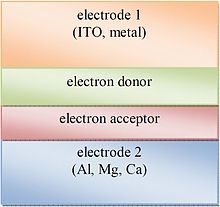 electrode 1
(ITO, metal)
electron donor
electron acceptor
electrode 2
(Al, Mg, Ca)